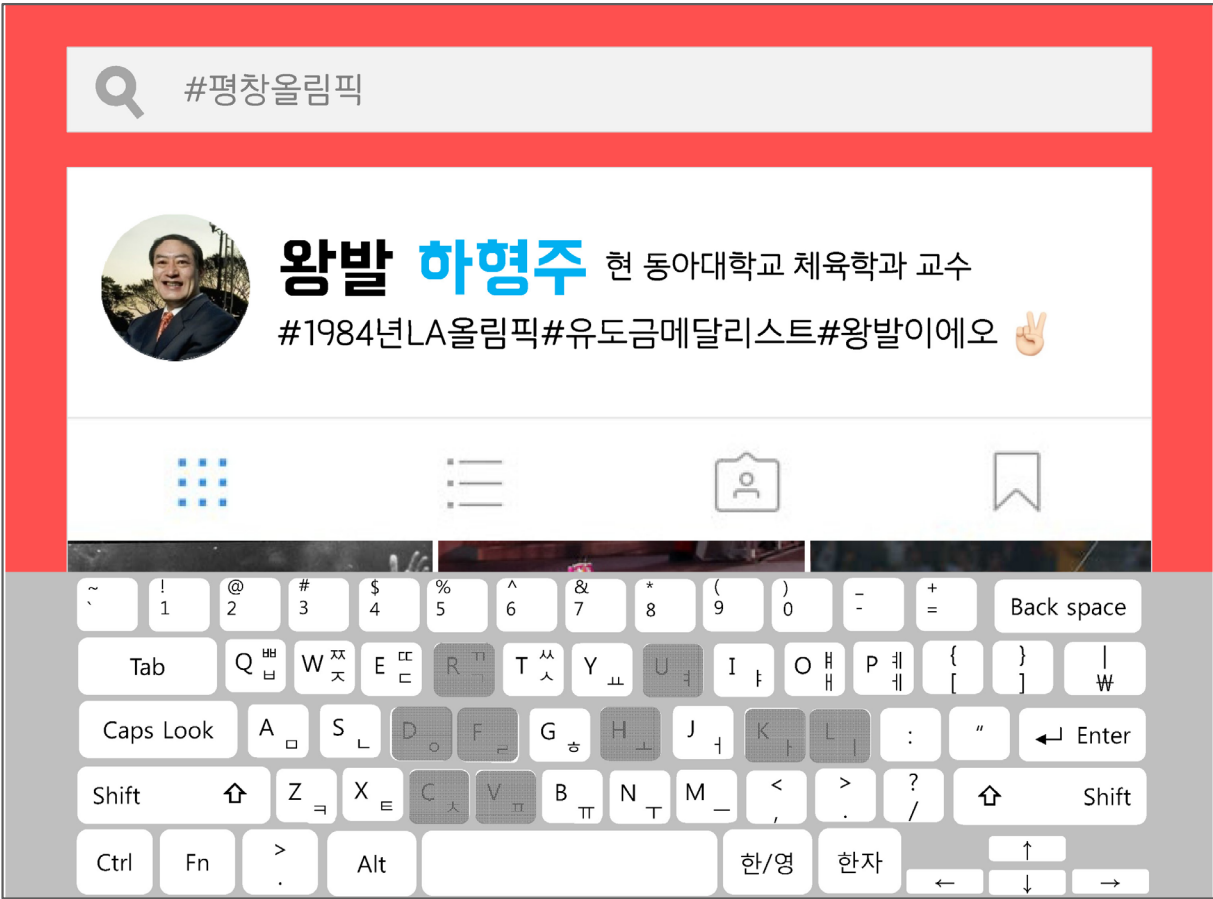 #평창올림픽
왕발 하형주 현 동아대학교 체육학과 교수
#1984년LA올림픽#유도금메달리스트#왕발이에오 ✌🏻
~ ` ! 1 @ 2 # 3 $ 4 % 5 ^ 6 & 7 * 8 ( 9 ) 0 _ - + = Back space
Tab Q ㅃ ㅂ W ㅉ ㅈ E ㄸ ㄷ R ㄲ ㄱ T ㅆ ㅅ Y ㅛ U ㅕ I ㅑ O ㅒ ㅐ P ㅖ ㅔ { [ } ] | ₩
Caps Look A ㅁ S ㄴ D ㅇ F ㄹ G ㅎ H ㅗ J ㅓ K ㅏ L ㅣ : “ ↵ Enter
Shift ⇧ Z ㅋ X ㅌ C ㅊ V ㅍ B ㅠ N ㅜ M ㅡ < , > . ? / ⇧ Shift
Ctrl Fn > . Alt 한/영 한자 ← ↑ ↓ →